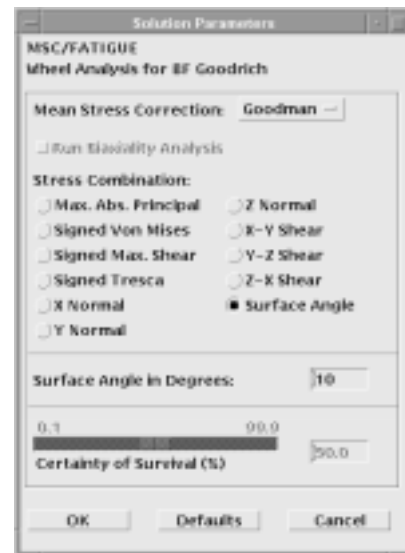 Solution Parameters
MSC/FATIGUE
Wheel Analysis for BF Goodrich
Mean Stress Correction: Goodman
Run Biaxiality Analysis
Stress Combination:
Max. Abs. Principal Z Normal
Signed Von Mises X-Y Shear
Signed Max. Shear Y-Z Shear
Signed Tresca Z-X Shear
X Normal Surface Angle
Y Normal
Surface Angle in Degrees: 10
0.1 99.9
50.0
Certainty of Survival (%)
OK Defaults Cancel